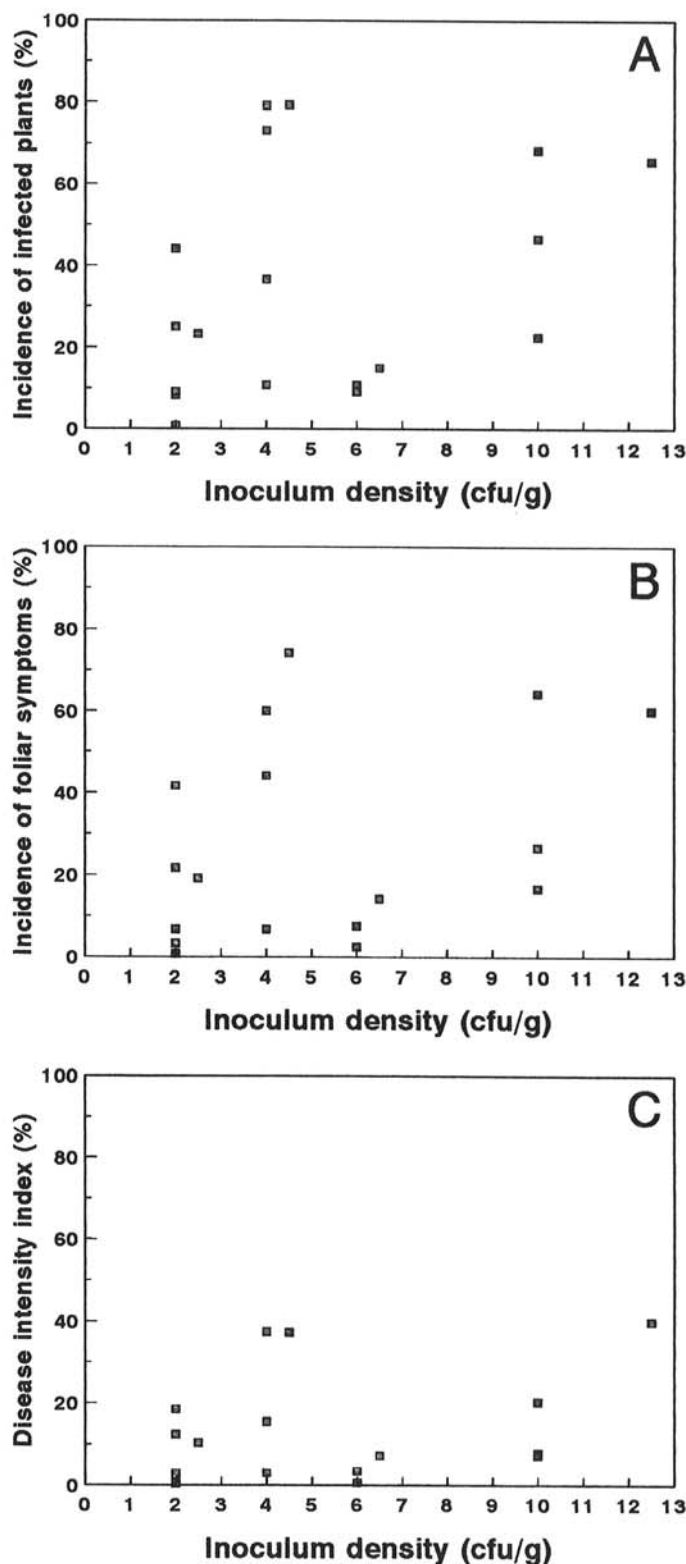 A
Incidence of infected plants (%)
100
80
60
40
20
0
0 1 2 3 4 5 6 7 8 9 10 11 12 13
Inoculum density (cfu/g)
B
Incidence of foliar symptoms (%)
100
80
60
40
20
0
0 1 2 3 4 5 6 7 8 9 10 11 12 13
Inoculum density (cfu/g)
C
Disease intensity index (%)
100
80
60
40
20
0
0 1 2 3 4 5 6 7 8 9 10 11 12 13
Inoculum density (cfu/g)